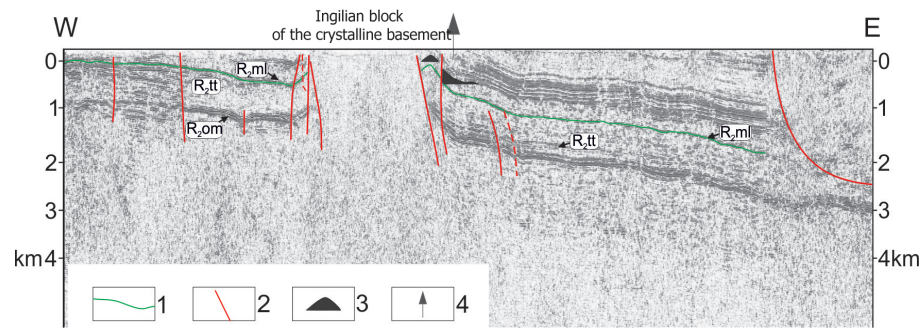 Ingilian block
of the crystalline basement
W
E
0
0
R₂ml
R₂tt
1
1
R₂om
R₂ml
R₂tt
2
2
3
3
km4
4km
1
2
3
4